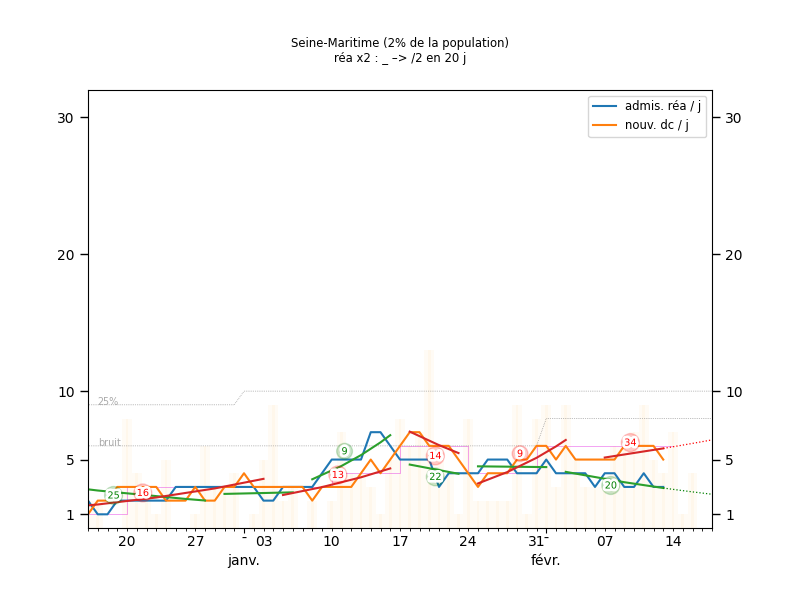 Seine-Maritime (2% de la population)
réa x2 : _ –> /2 en 20 j
admis. réa / j
nouv. dc / j
30 30
20 20
10 10
25%
bruit
5 5
1 1
9
13
14
22
9
34
20
25
16
20 27 - 03 10 17 24 31 - 07 14
janv. févr.